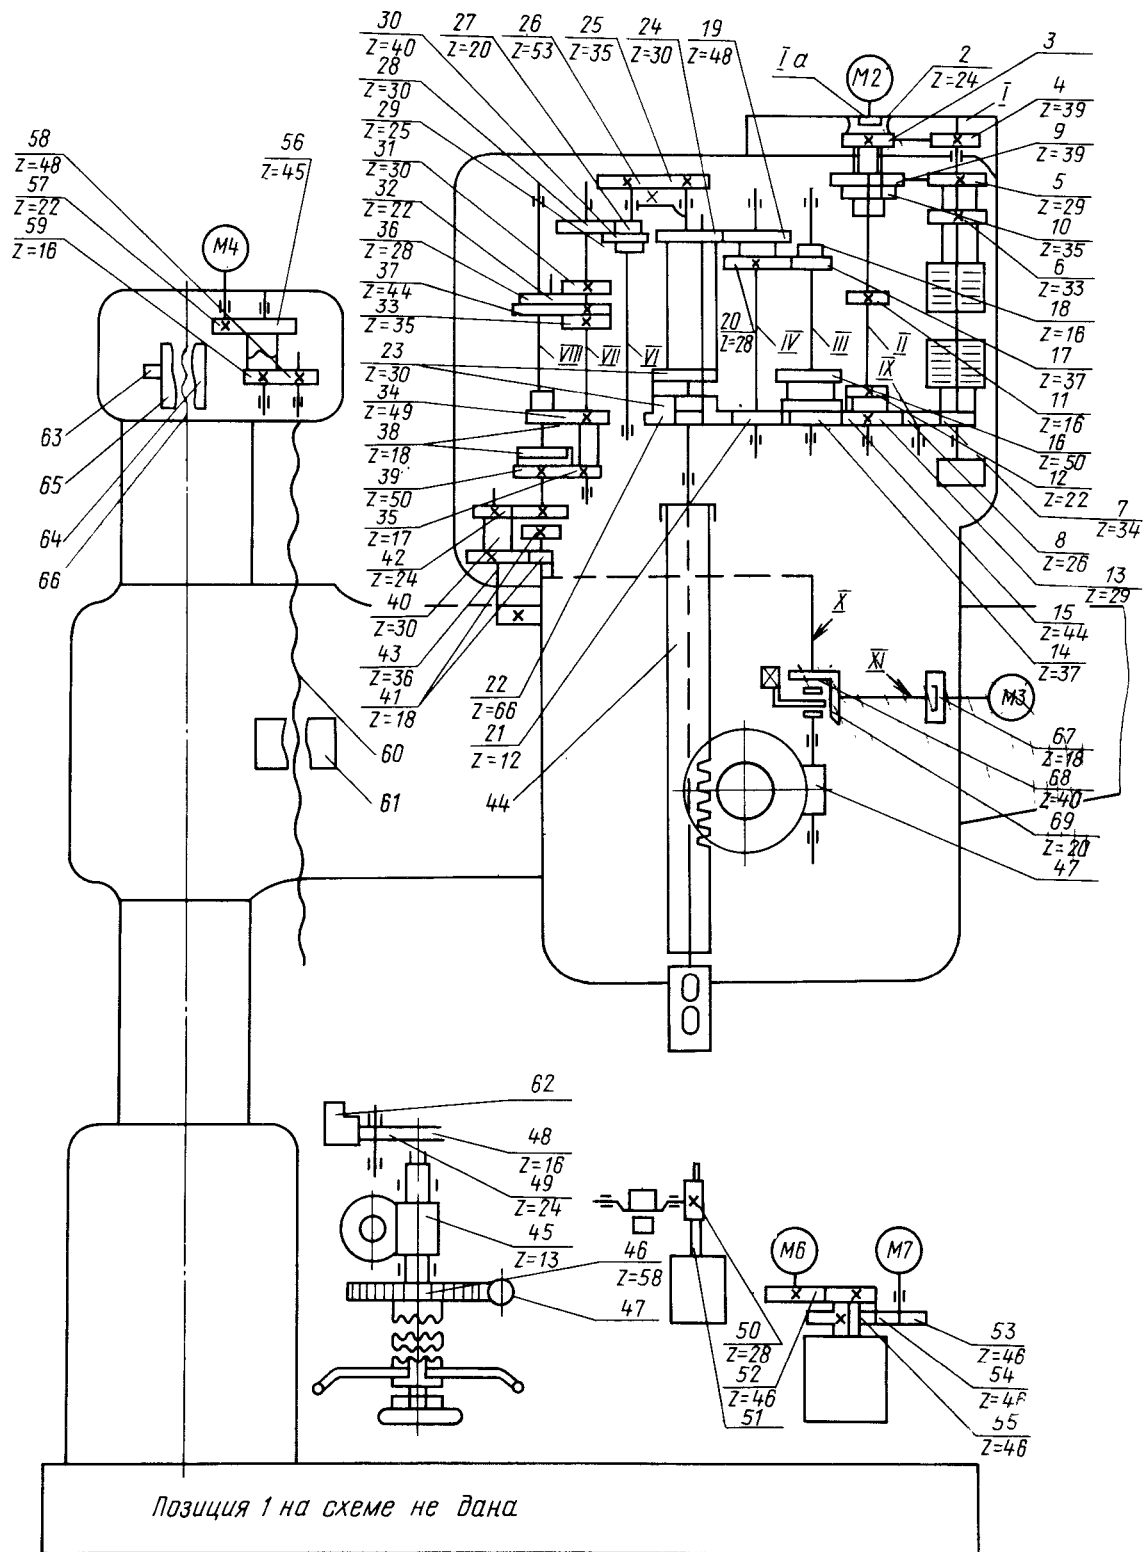 30
Z=40
27
Z=20
26
Z=53
25
Z=35
24
Z=30
19
Z=48
Ia
M2
2
Z=24
3
I
4
Z=39
9
Z=39
5
Z=29
10
Z=35
6
Z=33
18
Z=16
17
Z=37
11
Z=16
16
Z=50
12
Z=22
7
Z=34
8
Z=26
13
Z=29
15
Z=44
14
Z=37
28
Z=30
29
Z=25
31
Z=30
32
Z=22
36
Z=28
37
Z=44
33
Z=35
23
Z=30
34
Z=49
38
Z=18
39
Z=50
35
Z=17
42
Z=24
40
Z=30
43
Z=36
41
Z=18
VIII
VII
VI
20
Z=28
IV
III
II
IX
58
Z=48
57
Z=22
59
Z=16
56
Z=45
M4
63
65
64
66
60
61
22
Z=66
21
Z=12
44
X
XI
M3
67
Z=18
68
Z=40
69
Z=20
47
62
48
Z=16
49
Z=24
45
Z=13
46
Z=58
47
50
Z=28
52
Z=46
51
M6
M7
53
Z=46
54
55
Z=46
Позиция 1 на схеме не дана